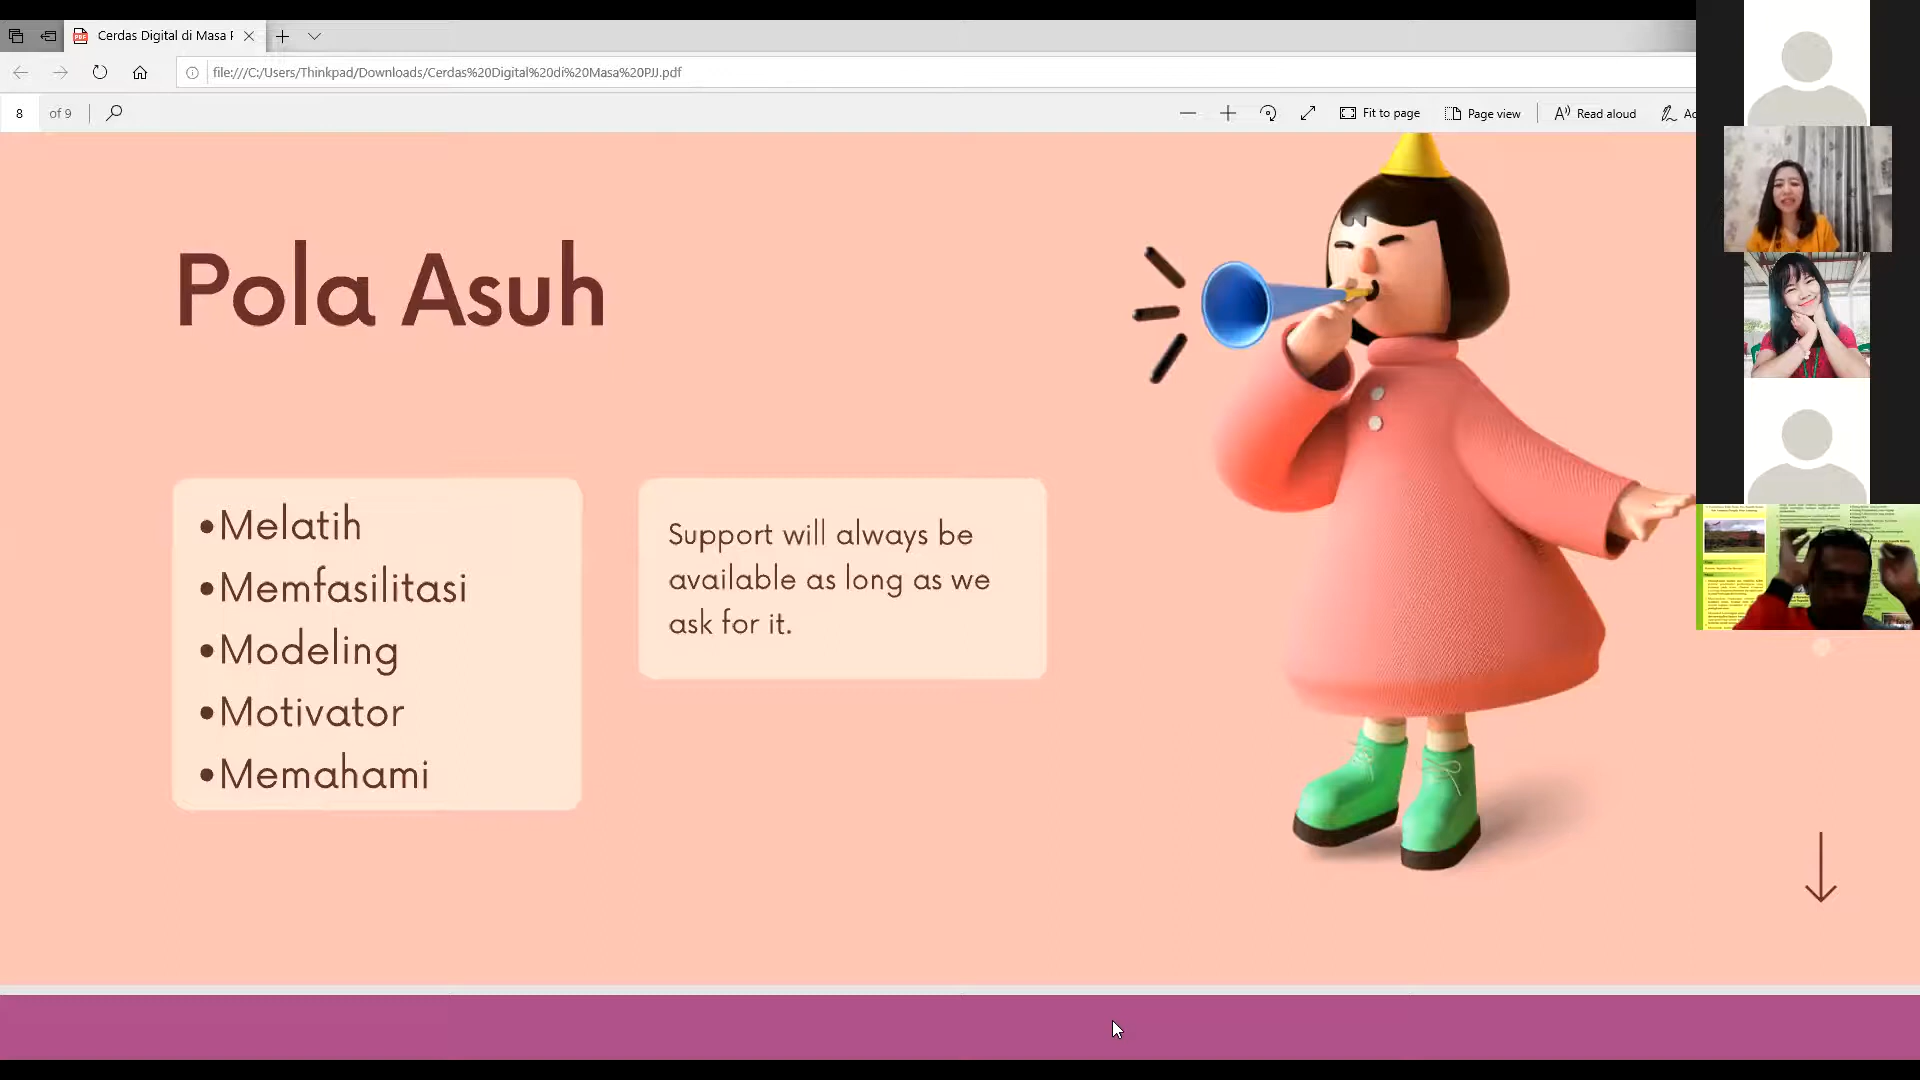 Cerdas Digital di Masa P
file:///C:/Users/Thinkpad/Downloads/Cerdas%20Digital%20di%20Masa%20PJJ.pdf
8 of 9
Fit to page
Page view
Read aloud
Pola Asuh
•Melatih
•Memfasilitasi
•Modeling
•Motivator
•Memahami
Support will always be
available as long as we
ask for it.